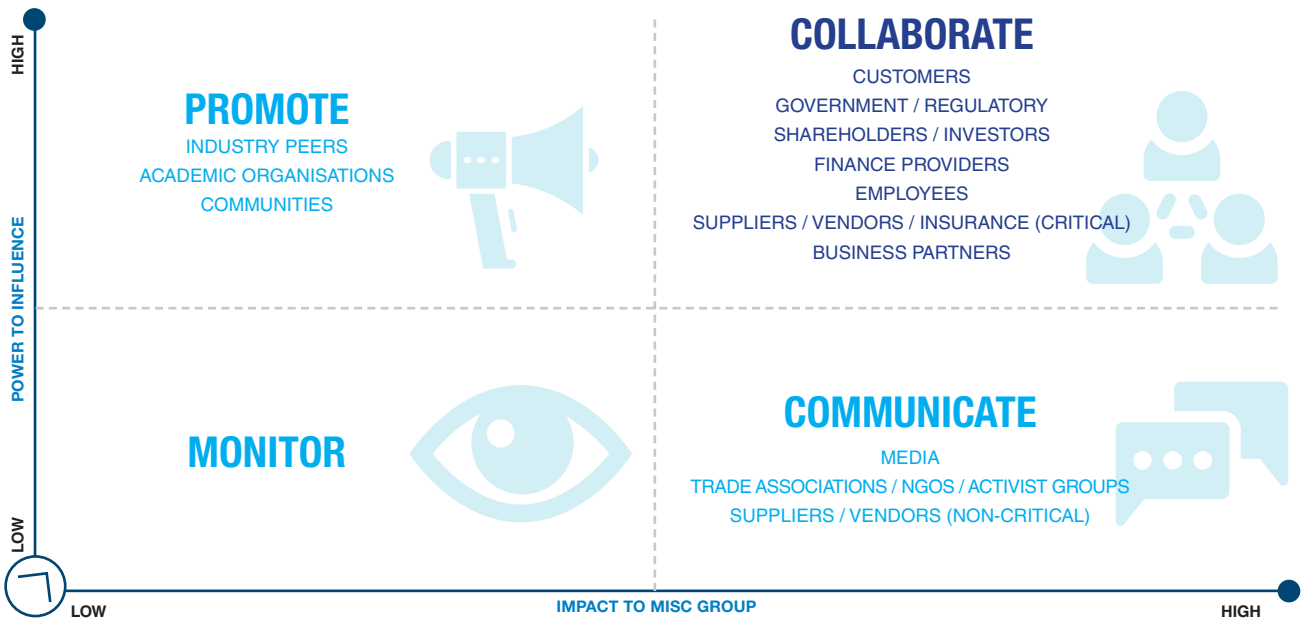 HIGH
POWER TO INFLUENCE
LOW
PROMOTE
INDUSTRY PEERS
ACADEMIC ORGANISATIONS
COMMUNITIES
COLLABORATE
CUSTOMERS
GOVERNMENT / REGULATORY
SHAREHOLDERS / INVESTORS
FINANCE PROVIDERS
EMPLOYEES
SUPPLIERS / VENDORS / INSURANCE (CRITICAL)
BUSINESS PARTNERS
MONITOR
COMMUNICATE
MEDIA
TRADE ASSOCIATIONS / NGOS / ACTIVIST GROUPS
SUPPLIERS / VENDORS (NON-CRITICAL)
LOW
IMPACT TO MISC GROUP
HIGH